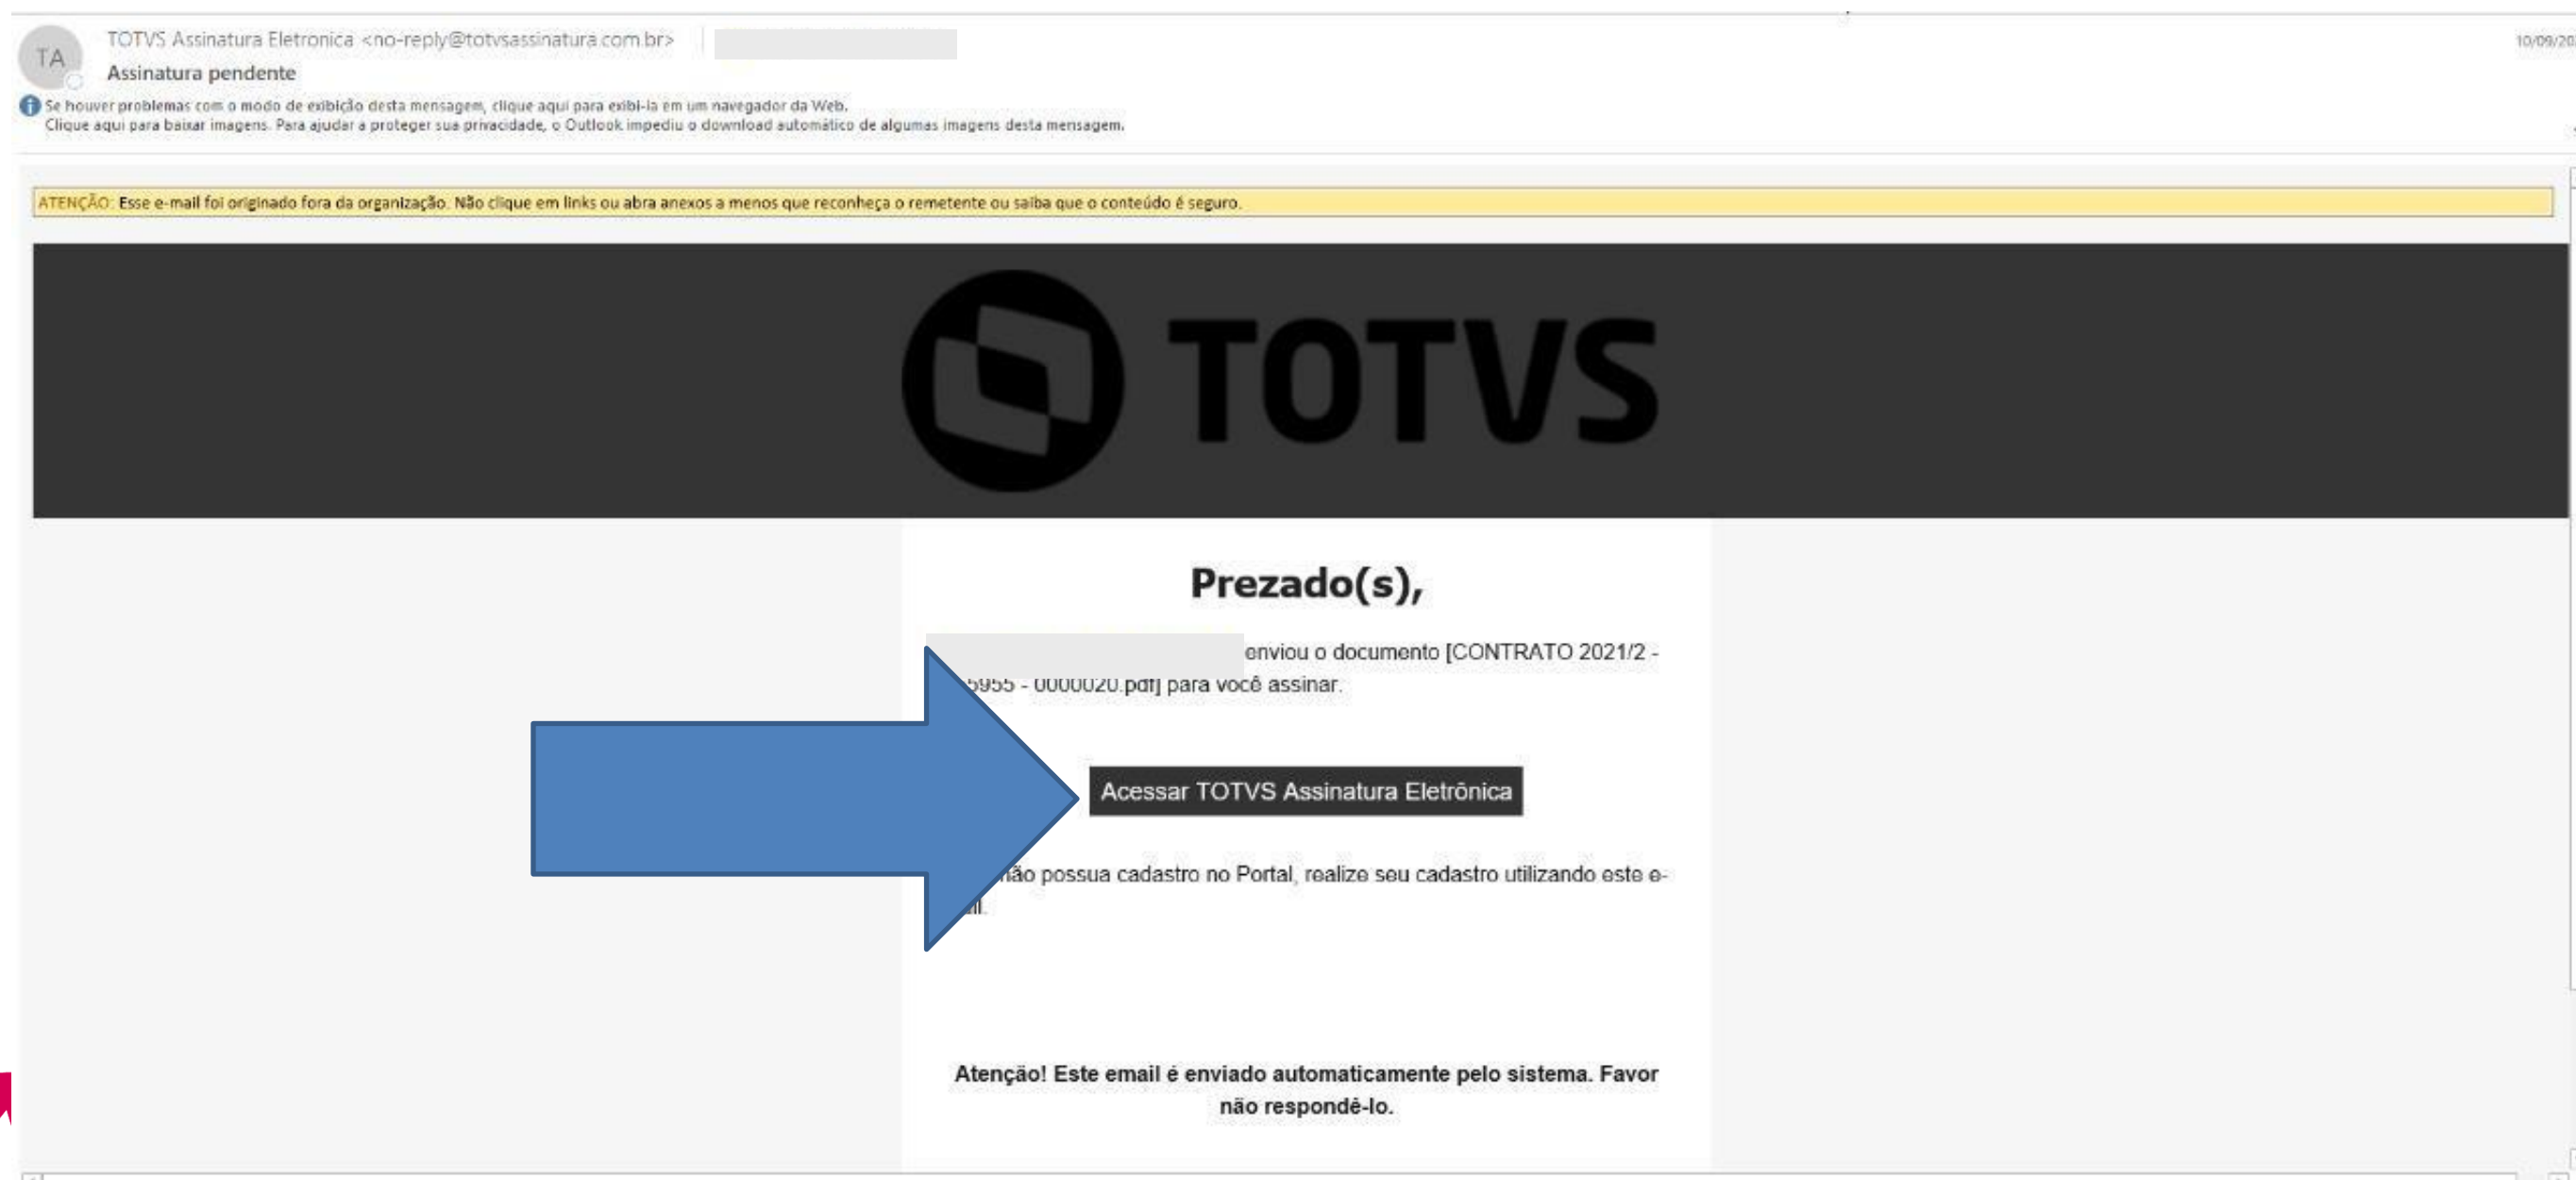 TA
TOTVS Assinatura Eletronica <no-reply@totvsassinatura.com.br>
10/09/20
Assinatura pendente
Se houver problemas com o modo de exibição desta mensagem, clique aqui para exibi-la em um navegador da Web.
Clique aqui para baixar imagens. Para ajudar a proteger sua privacidade, o Outlook impediu o download automático de algumas imagens desta mensagem.
ATENÇÃO: Esse e-mail foi originado fora da organização. Não clique em links ou abra anexos a menos que reconheça o remetente ou saiba que o conteúdo é seguro.
TOTVS
Prezado(s),
enviou o documento [CONTRATO 2021/2 -
5955 - 0000020.pdf] para você assinar.
Acessar TOTVS Assinatura Eletrônica
não possua cadastro no Portal, realize seu cadastro utilizando este e-
Atenção! Este email é enviado automaticamente pelo sistema. Favor
não respondê-lo.